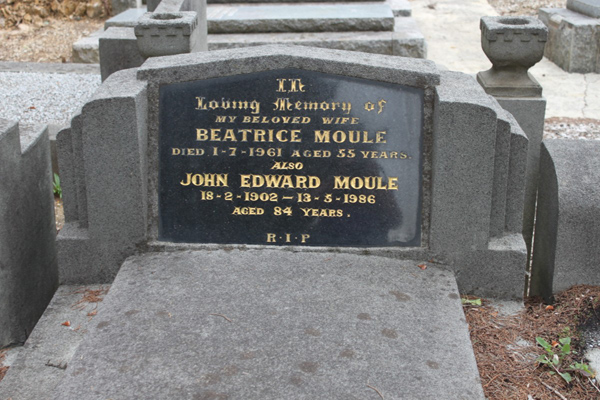 In
Loving Memory of
MY BELOVED WIFE
BEATRICE MOULE
DIED 1-7-1961 AGED 55 YEARS.
ALSO
JOHN EDWARD MOULE
18-2-1902 — 13-5-1986
AGED 84 YEARS.
R·I·P